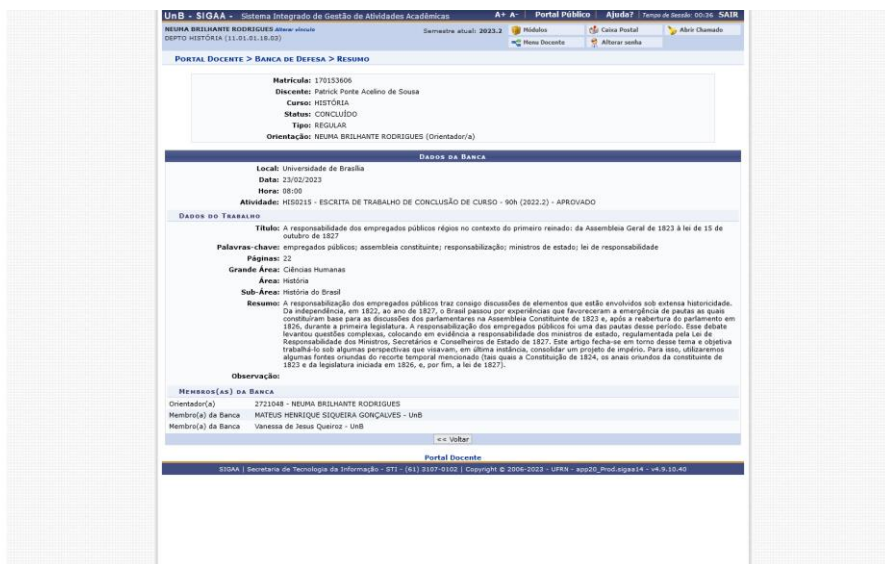 UnB - SIGAA - Sistema Integrado de Gestão de Atividades Acadêmicas
A+ A- Portal Público Ajuda? Tempo de Sessão: 00:36 SAIR
NEUMA BRILHANTE RODRIGUES Alterar vínculo
Semestre atual: 2023.2
Módulos
Caixa Postal
Abrir Chamado
DEPTO HISTÓRIA (11.01.01.18.03)
Menu Docente
Alterar senha
PORTAL DOCENTE > BANCA DE DEFESA > RESUMO
Matrícula: 170153606
Discente: Patrick Ponte Acelino de Sousa
Curso: HISTÓRIA
Status: CONCLUÍDO
Tipo: REGULAR
Orientação: NEUMA BRILHANTE RODRIGUES (Orientador/a)
DADOS DA BANCA
Local: Universidade de Brasília
Data: 23/02/2023
Hora: 08:00
Atividade: HIS0215 - ESCRITA DE TRABALHO DE CONCLUSÃO DE CURSO - 90h (2022.2) - APROVADO
DADOS DO TRABALHO
Título: A responsabilidade dos empregados públicos régios no contexto do primeiro reinado: da Assembleia Geral de 1823 à lei de 15 de
outubro de 1827
Palavras-chave: empregados públicos; assembleia constituinte; responsabilização; ministros de estado; lei de responsabilidade
Páginas: 22
Grande Área: Ciências Humanas
Área: História
Sub-Área: História do Brasil
Resumo: A responsabilização dos empregados públicos traz consigo discussões de elementos que estão envolvidos sob extensa historicidade.
Da independência, em 1822, ao ano de 1827, o Brasil passou por experiências que favoreceram a emergência de pautas as quais
constituíram base para as discussões dos parlamentares na Assembleia Constituinte de 1823 e, após a reabertura do parlamento em
1826, durante a primeira legislatura. A responsabilização dos empregados públicos foi uma das pautas desse período. Esse debate
levantou questões complexas, colocando em evidência a responsabilidade dos ministros de estado, regulamentada pela Lei de
Responsabilidade dos Ministros, Secretários e Conselheiros de Estado de 1827. Este artigo fecha-se em torno desse tema e objetiva
trabalhá-lo sob algumas perspectivas que visavam, em última instância, consolidar um projeto de império. Para isso, utilizaremos
algumas fontes oriundas do recorte temporal mencionado (tais quais a Constituição de 1824, os anais oriundos da constituinte de
1823 e da legislatura iniciada em 1826, e, por fim, a lei de 1827).
Observação:
MEMBROS(AS) DA BANCA
Orientador(a) 2721048 - NEUMA BRILHANTE RODRIGUES
Membro(a) da Banca MATEUS HENRIQUE SIQUEIRA GONÇALVES - UnB
Membro(a) da Banca Vanessa de Jesus Queiroz - UnB
<< Voltar
Portal Docente
SIGAA | Secretaria de Tecnologia da Informação - STI - (61) 3107-0102 | Copyright © 2006-2023 - UFRN - app20_Prod.sigaa14 - v4.9.10.40